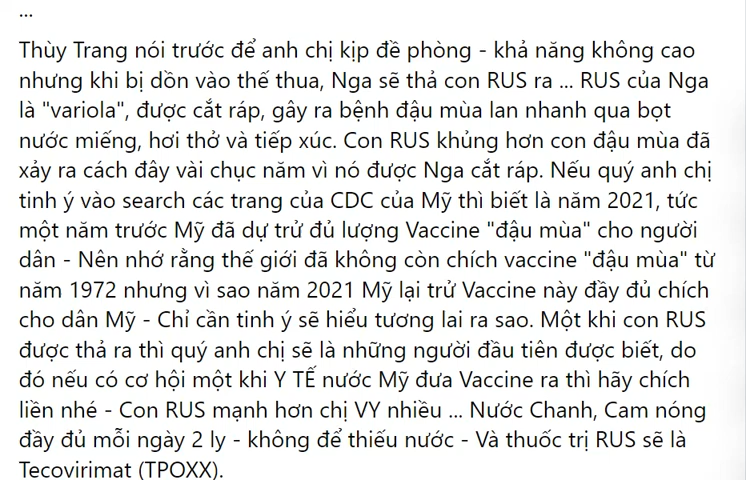 ...
Thùy Trang nói trước để anh chị kịp đề phòng - khả năng không cao
nhưng khi bị dồn vào thế thua, Nga sẽ thả con RUS ra ... RUS của Nga
là "variola", được cắt ráp, gây ra bệnh đậu mùa lan nhanh qua bọt
nước miếng, hơi thở và tiếp xúc. Con RUS khủng hơn con đậu mùa đã
xảy ra cách đây vài chục năm vì nó được Nga cắt ráp. Nếu quý anh chị
tinh ý vào search các trang của CDC của Mỹ thì biết là năm 2021, tức
một năm trước Mỹ đã dự trử đủ lượng Vaccine "đậu mùa" cho người
dân - Nên nhớ rằng thế giới đã không còn chích vaccine "đậu mùa" từ
năm 1972 nhưng vì sao năm 2021 Mỹ lại trử Vaccine này đầy đủ chích
cho dân Mỹ - Chỉ cần tinh ý sẽ hiểu tương lai ra sao. Một khi con RUS
được thả ra thì quý anh chị sẽ là những người đầu tiên được biết, do
đó nếu có cơ hội một khi Y TẾ nước Mỹ đưa Vaccine ra thì hãy chích
liền nhé - Con RUS mạnh hơn chị VY nhiều ... Nước Chanh, Cam nóng
đầy đủ mỗi ngày 2 ly - không để thiếu nước - Và thuốc trị RUS sẽ là
Tecovirimat (TPOXX).